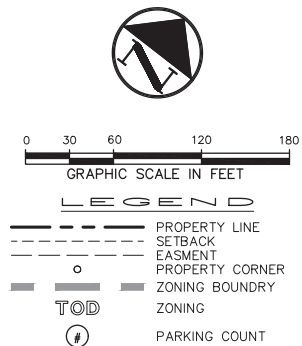 N
0 30 60 120 180
GRAPHIC SCALE IN FEET
LEGEND
PROPERTY LINE
SETBACK
EASMENT
PROPERTY CORNER
ZONING BOUNDRY
TOD ZONING
# PARKING COUNT